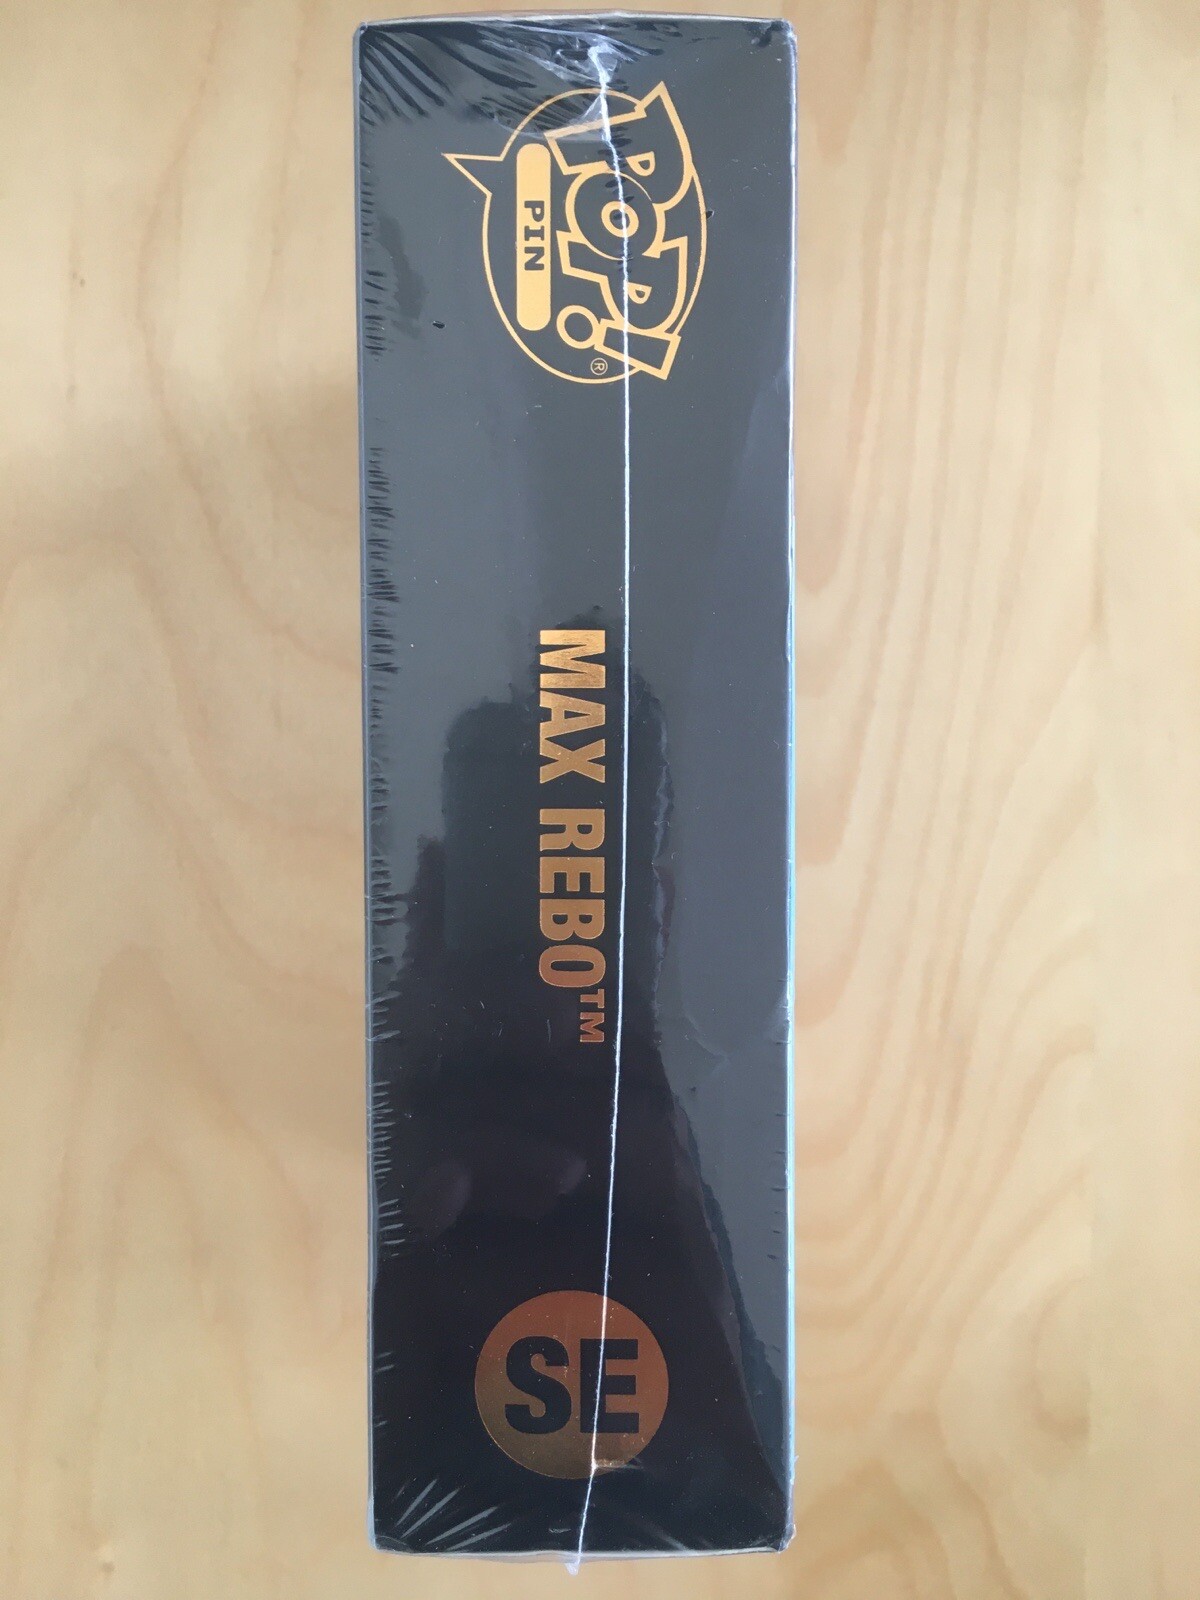 POP!
PIN
®
MAX REBO™
SE